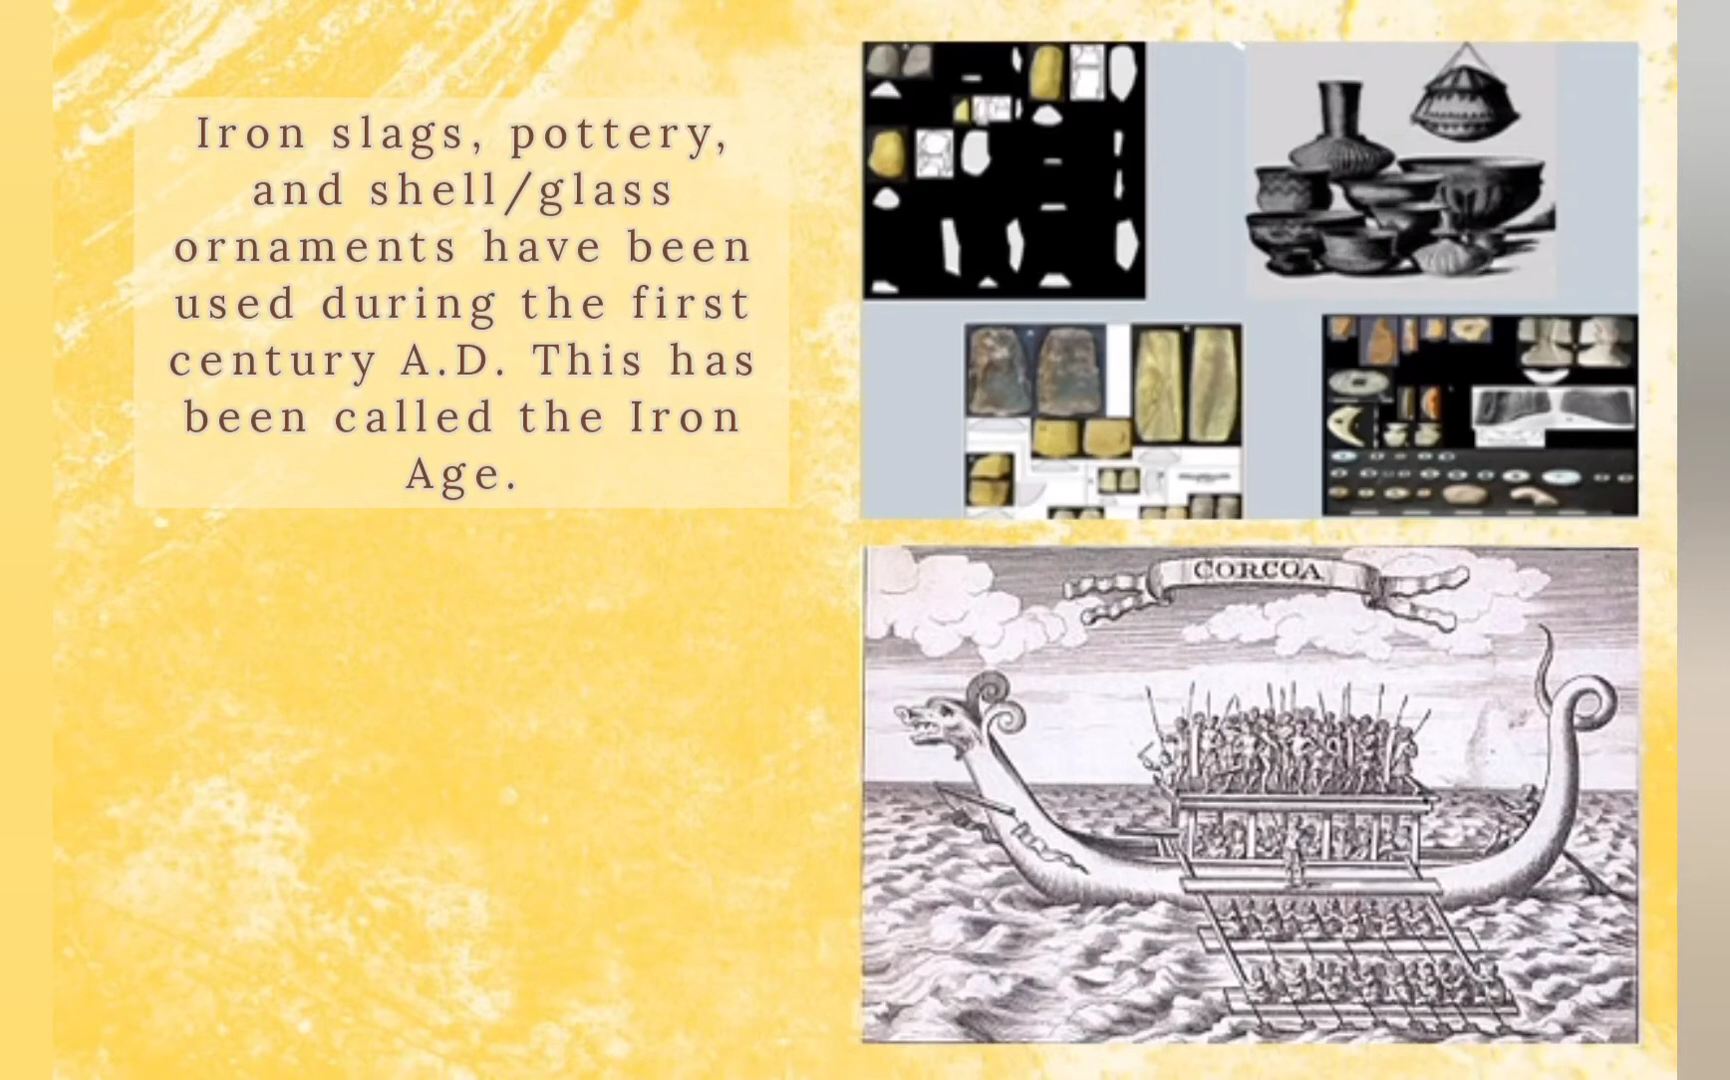 Iron slags, pottery,
and shell/glass
ornaments have been
used during the first
century A.D. This has
been called the Iron
Age.
CORCOA